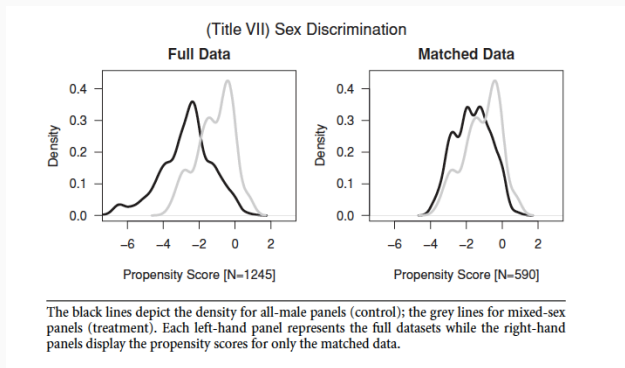 (Title VII) Sex Discrimination
Full Data
Matched Data
Density
0.4
0.3
0.2
0.1
0.0
−6 −4 −2 0 2
Propensity Score [N=1245]
Density
0.4
0.3
0.2
0.1
0.0
−6 −4 −2 0 2
Propensity Score [N=590]
The black lines depict the density for all-male panels (control); the grey lines for mixed-sex
panels (treatment). Each left-hand panel represents the full datasets while the right-hand
panels display the propensity scores for only the matched data.